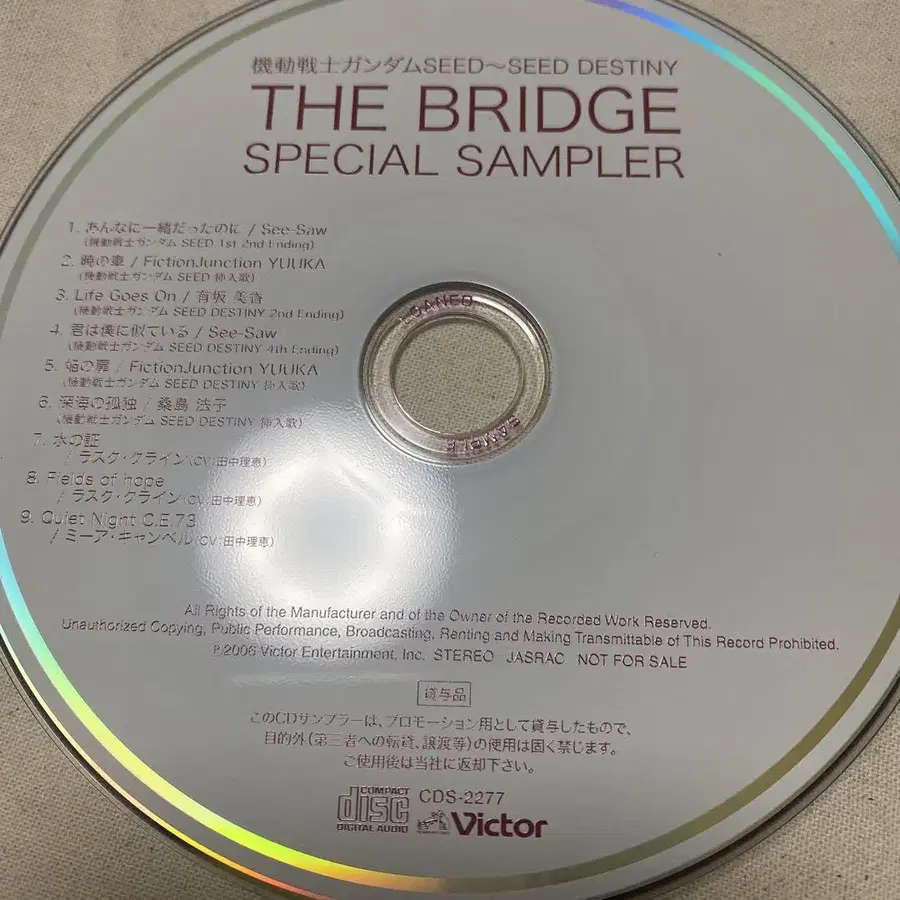 機動戦士ガンダムSEED～SEED DESTINY
THE BRIDGE
SPECIAL SAMPLER
1. あんなに一緒だったのに / See-Saw
(機動戦士ガンダム SEED 1st 2nd Ending)
2. 暁の車 / FictionJunction YUUKA
(機動戦士ガンダム SEED 挿入歌)
3. Life Goes On / 有坂 美香
(機動戦士ガンダム SEED DESTINY 2nd Ending)
4. 君は僕に似ている / See-Saw
(機動戦士ガンダム SEED DESTINY 4th Ending)
5. 焔の扉 / FictionJunction YUUKA
(機動戦士ガンダム SEED DESTINY 挿入歌)
6. 深海の孤独 / 桑島 法子
(機動戦士ガンダム SEED DESTINY 挿入歌)
7. 水の証
/ ラスク・クライン(CV:田中理恵)
8. Fields of hope
/ ラスク・クライン(CV:田中理恵)
9. Quiet Night C.E.73
/ ミーア・キャンベル(CV:田中理恵)
LOANED
SAMPLE
All Rights of the Manufacturer and of the Owner of the Recorded Work Reserved.
Unauthorized Copying, Public Performance, Broadcasting, Renting and Making Transmittable of This Record Prohibited.
℗2006 Victor Entertainment, Inc. STEREO JASRAC NOT FOR SALE
貸与品
このCDサンプラーは、プロモーション用として貸与したもので、
目的外(第三者への転貸、譲渡等)の使用は固く禁じます。
ご使用後は当社に返却下さい。
COMPACT
disc
DIGITAL AUDIO
CDS-2277
Victor